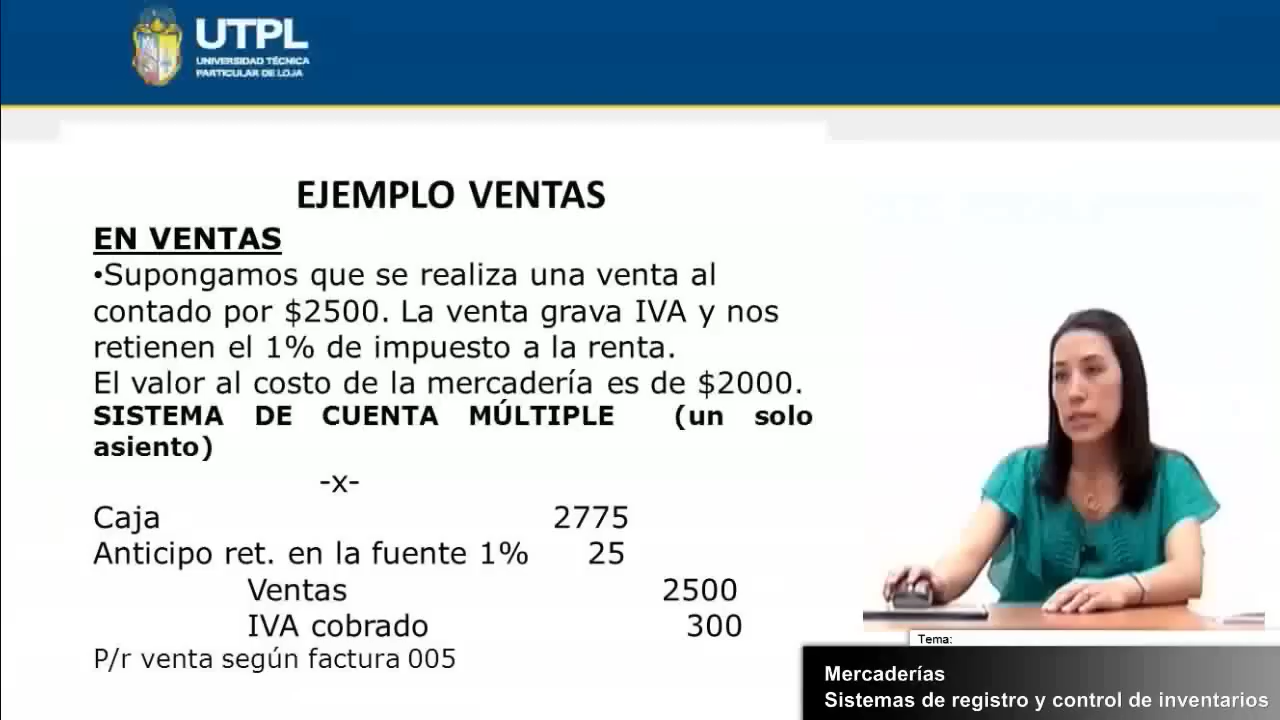 UTPL
UNIVERSIDAD TÉCNICA
PARTICULAR DE LOJA
EJEMPLO VENTAS
EN VENTAS
•Supongamos que se realiza una venta al
contado por $2500. La venta grava IVA y nos
retienen el 1% de impuesto a la renta.
El valor al costo de la mercadería es de $2000.
SISTEMA DE CUENTA MÚLTIPLE (un solo
asiento)
-x-
Caja 2775
Anticipo ret. en la fuente 1% 25
Ventas 2500
IVA cobrado 300
P/r venta según factura 005
Tema:
Mercaderías
Sistemas de registro y control de inventarios